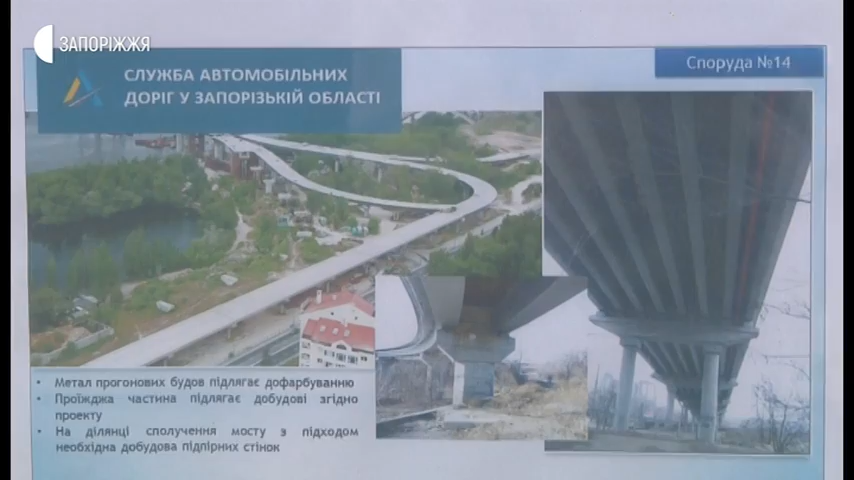 ЗАПОРІЖЖЯ
СЛУЖБА АВТОМОБІЛЬНИХ
ДОРІГ У ЗАПОРІЗЬКІЙ ОБЛАСТІ
Споруда №14
• Метал прогонових будов підлягає дофарбуванню
• Проїжджа частина підлягає добудові згідно
проекту
• На ділянці сполучення мосту з підходом
необхідна добудова підпірних стінок